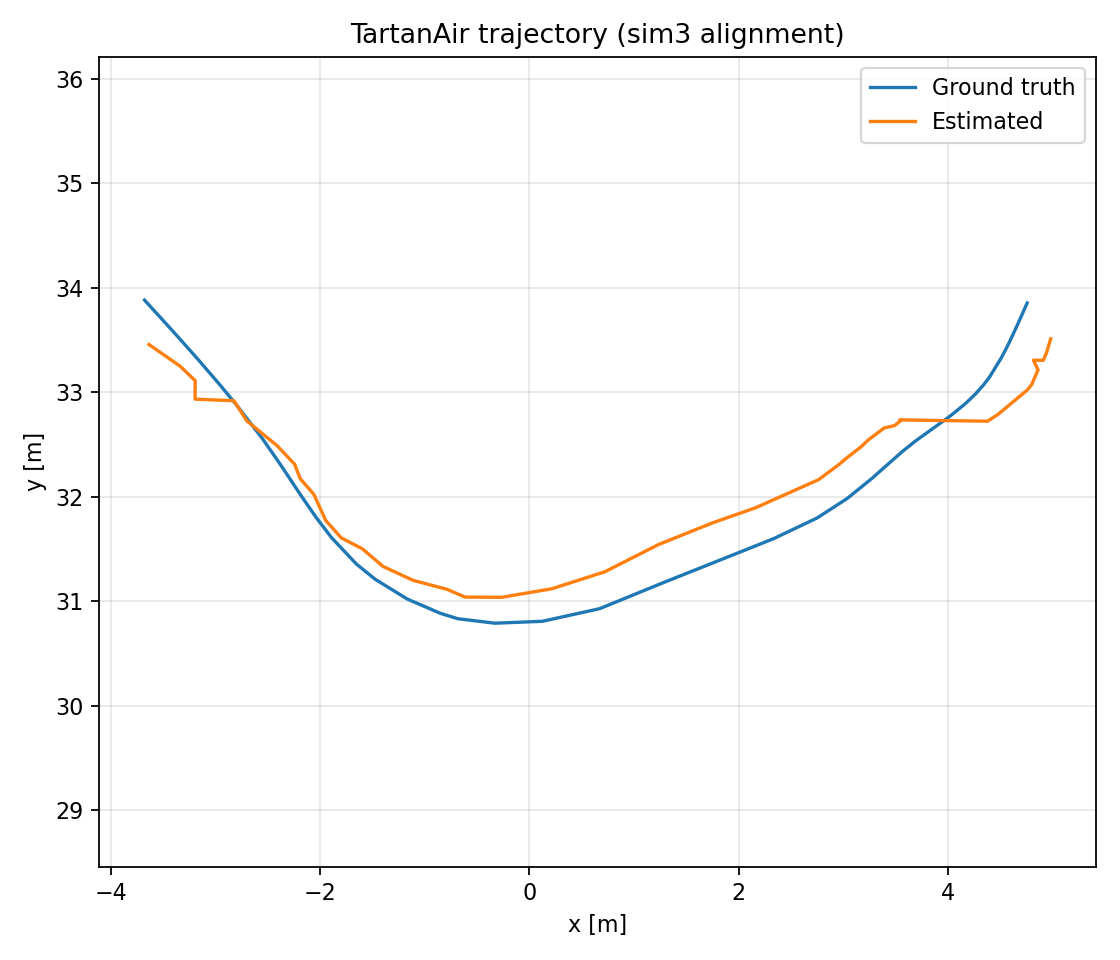 TartanAir trajectory (sim3 alignment)
Ground truth
Estimated
36
35
34
33
32
31
30
29
y [m]
−4
−2
0
2
4
x [m]